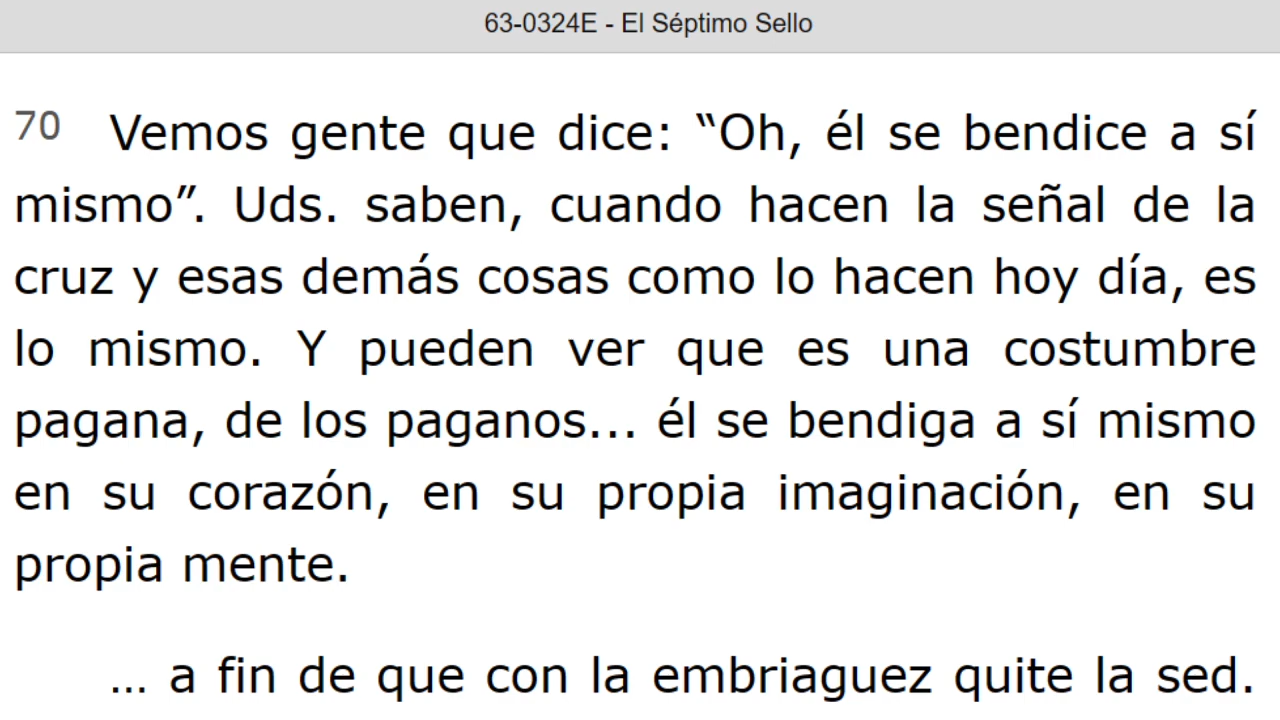 63-0324E - El Séptimo Sello
70 Vemos gente que dice: “Oh, él se bendice a sí
mismo”. Uds. saben, cuando hacen la señal de la
cruz y esas demás cosas como lo hacen hoy día, es
lo mismo. Y pueden ver que es una costumbre
pagana, de los paganos... él se bendiga a sí mismo
en su corazón, en su propia imaginación, en su
propia mente.
... a fin de que con la embriaguez quite la sed.